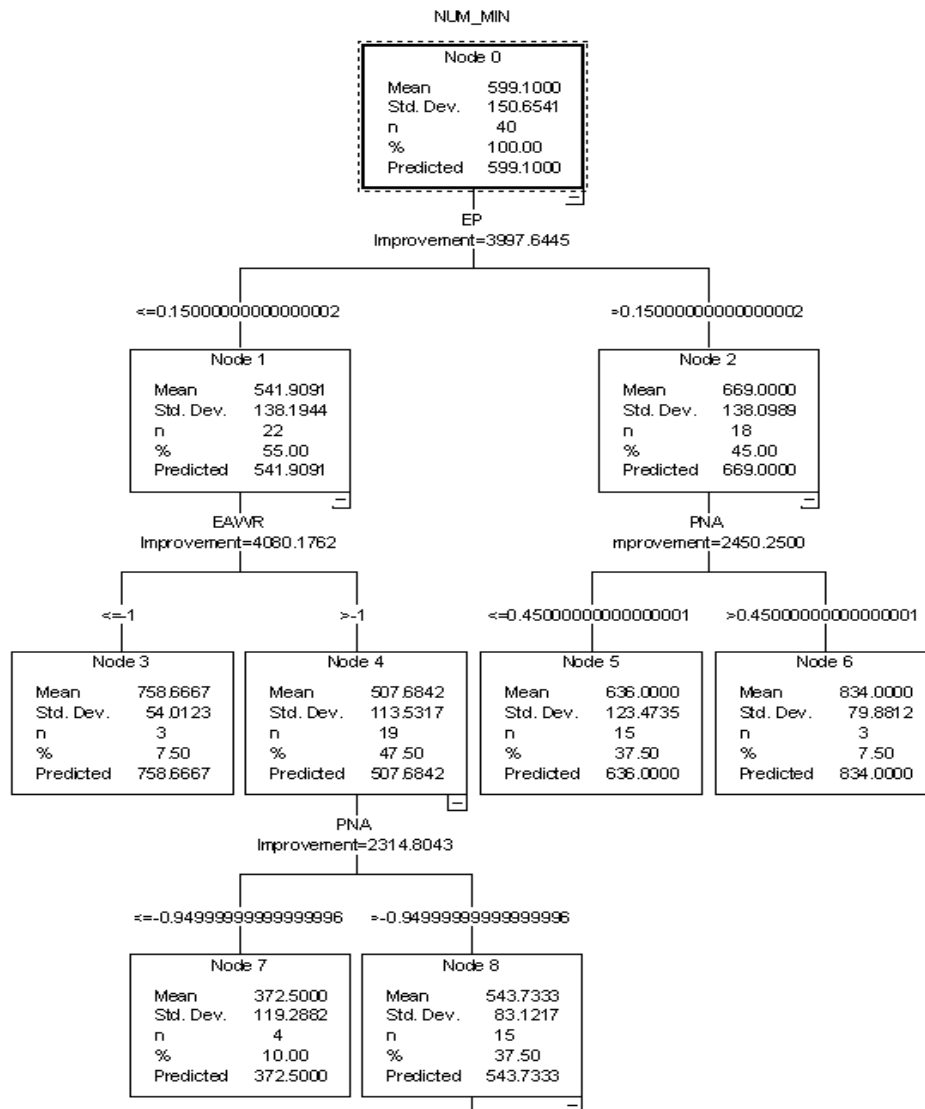 NUM_MIN
Node 0
Mean 599.1000
Std. Dev. 150.6541
n 40
% 100.00
Predicted 599.1000
EP
Improvement=3997.6445
<=0.15000000000000002
>0.15000000000000002
Node 1
Mean 541.9091
Std. Dev. 138.1944
n 22
% 55.00
Predicted 541.9091
Node 2
Mean 669.0000
Std. Dev. 138.0989
n 18
% 45.00
Predicted 669.0000
EAWR
Improvement=4080.1762
PNA
mprovement=2450.2500
<=-1
>-1
<=0.450000000000000001
>0.450000000000000001
Node 3
Mean 758.6667
Std. Dev. 54.0123
n 3
% 7.50
Predicted 758.6667
Node 4
Mean 507.6842
Std. Dev. 113.5317
n 19
% 47.50
Predicted 507.6842
Node 5
Mean 636.0000
Std. Dev. 123.4735
n 15
% 37.50
Predicted 636.0000
Node 6
Mean 834.0000
Std. Dev. 79.8812
n 3
% 7.50
Predicted 834.0000
PNA
Improvement=2314.8043
<=-0.94999999999999996
>-0.94999999999999996
Node 7
Mean 372.5000
Std. Dev. 119.2882
n 4
% 10.00
Predicted 372.5000
Node 8
Mean 543.7333
Std. Dev. 83.1217
n 15
% 37.50
Predicted 543.7333